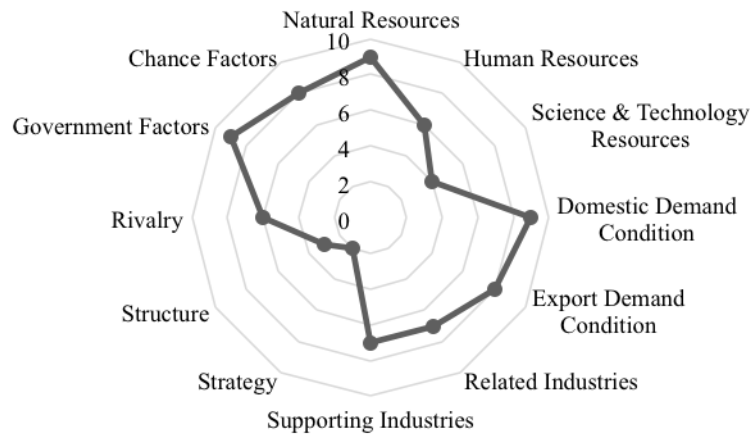 Natural Resources
Human Resources
Science & Technology
Resources
Domestic Demand
Condition
Export Demand
Condition
Related Industries
Supporting Industries
Strategy
Structure
Rivalry
Government Factors
Chance Factors
10
8
6
4
2
0